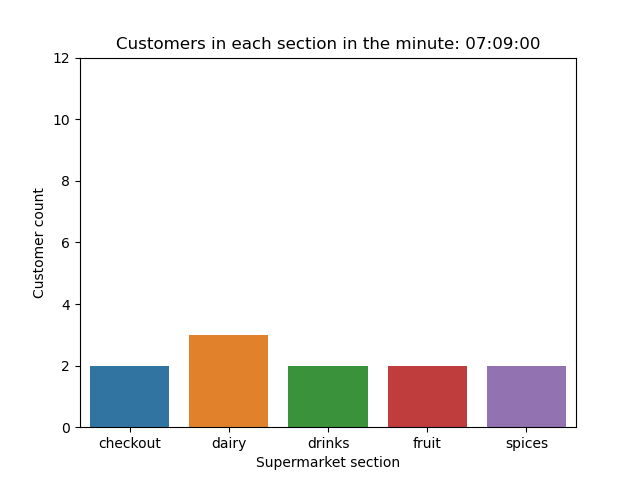 Customers in each section in the minute: 07:09:00
12
10
8
6
4
2
0
Customer count
checkout dairy drinks fruit spices
Supermarket section